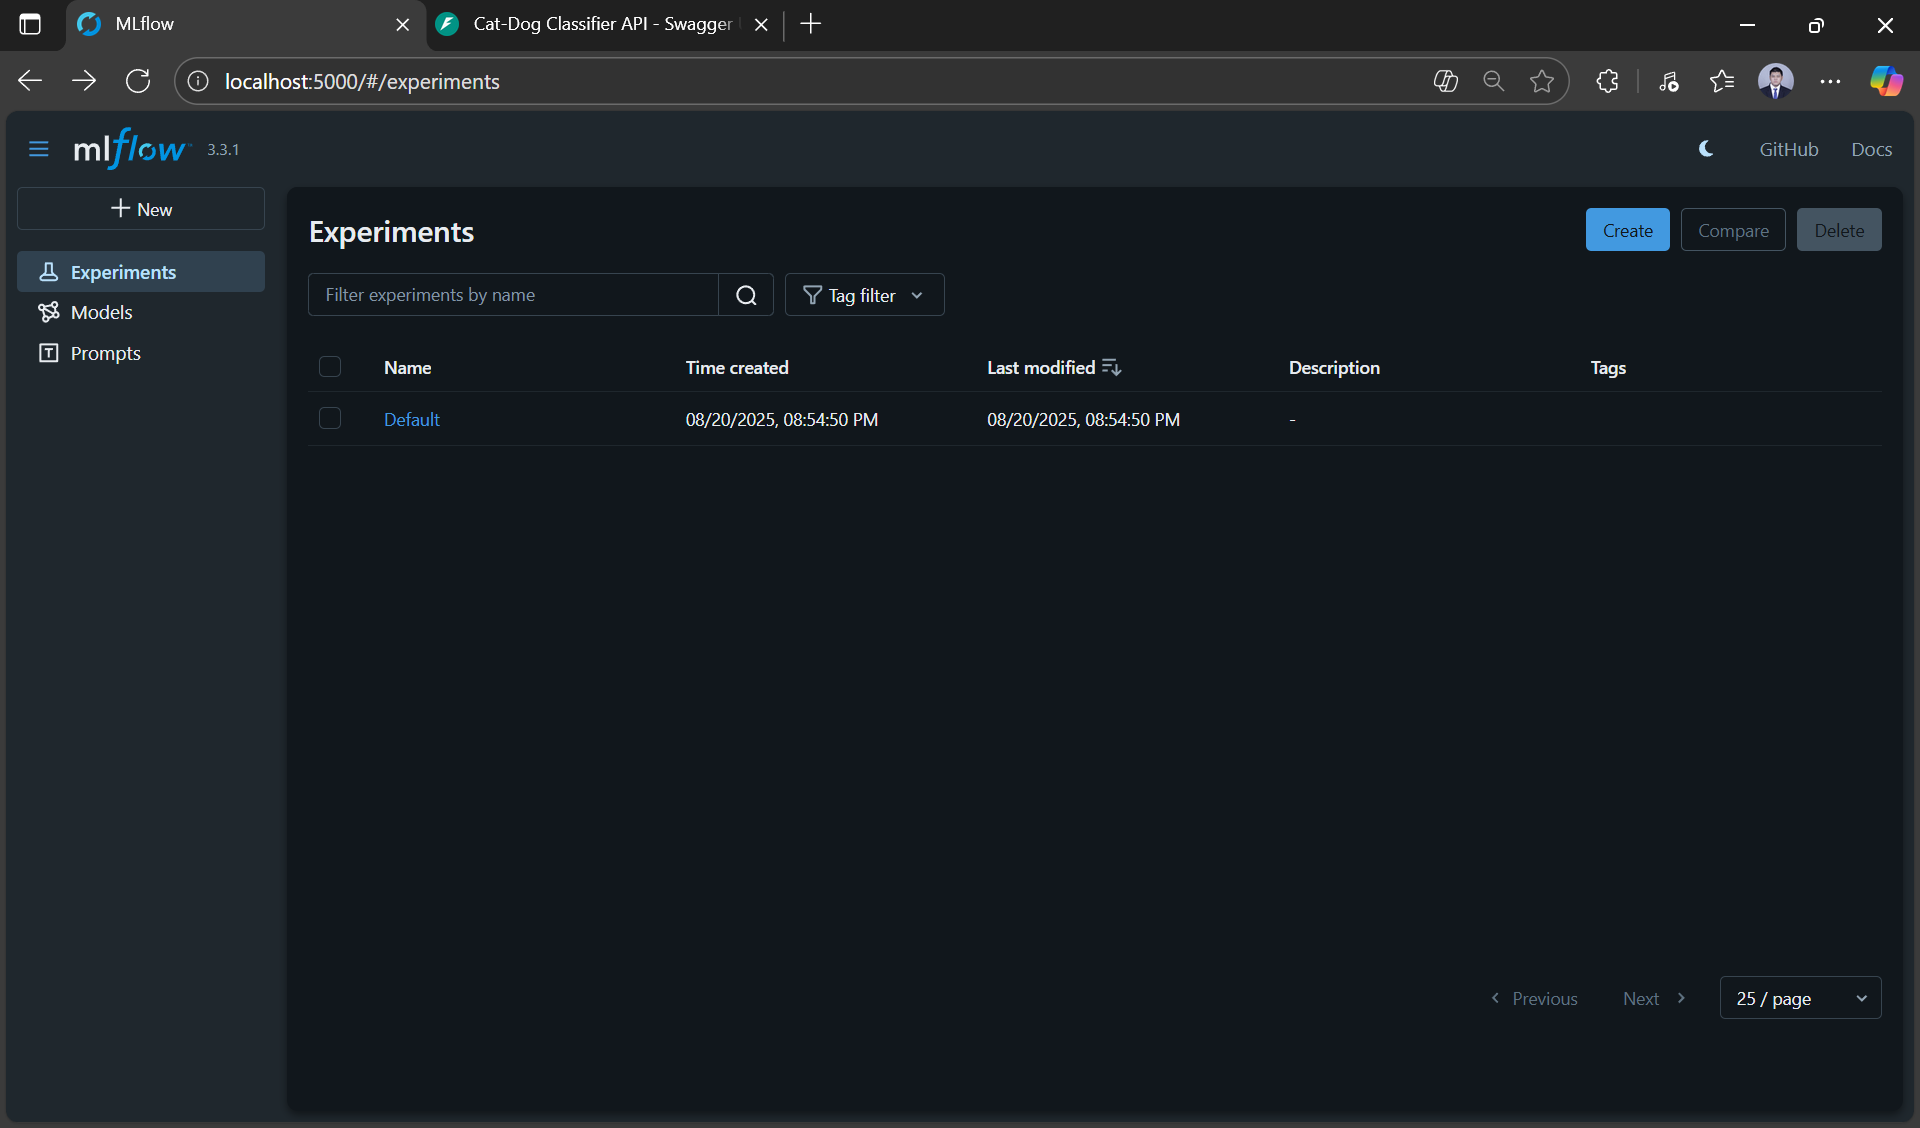 MLflow
Cat-Dog Classifier API - Swagger
localhost:5000/#/experiments
mlflow 3.3.1
GitHub Docs
New
Experiments
Models
Prompts
Experiments
Create Compare Delete
Filter experiments by name
Tag filter
Name Time created Last modified Description Tags
Default 08/20/2025, 08:54:50 PM 08/20/2025, 08:54:50 PM -
Previous Next 25 / page